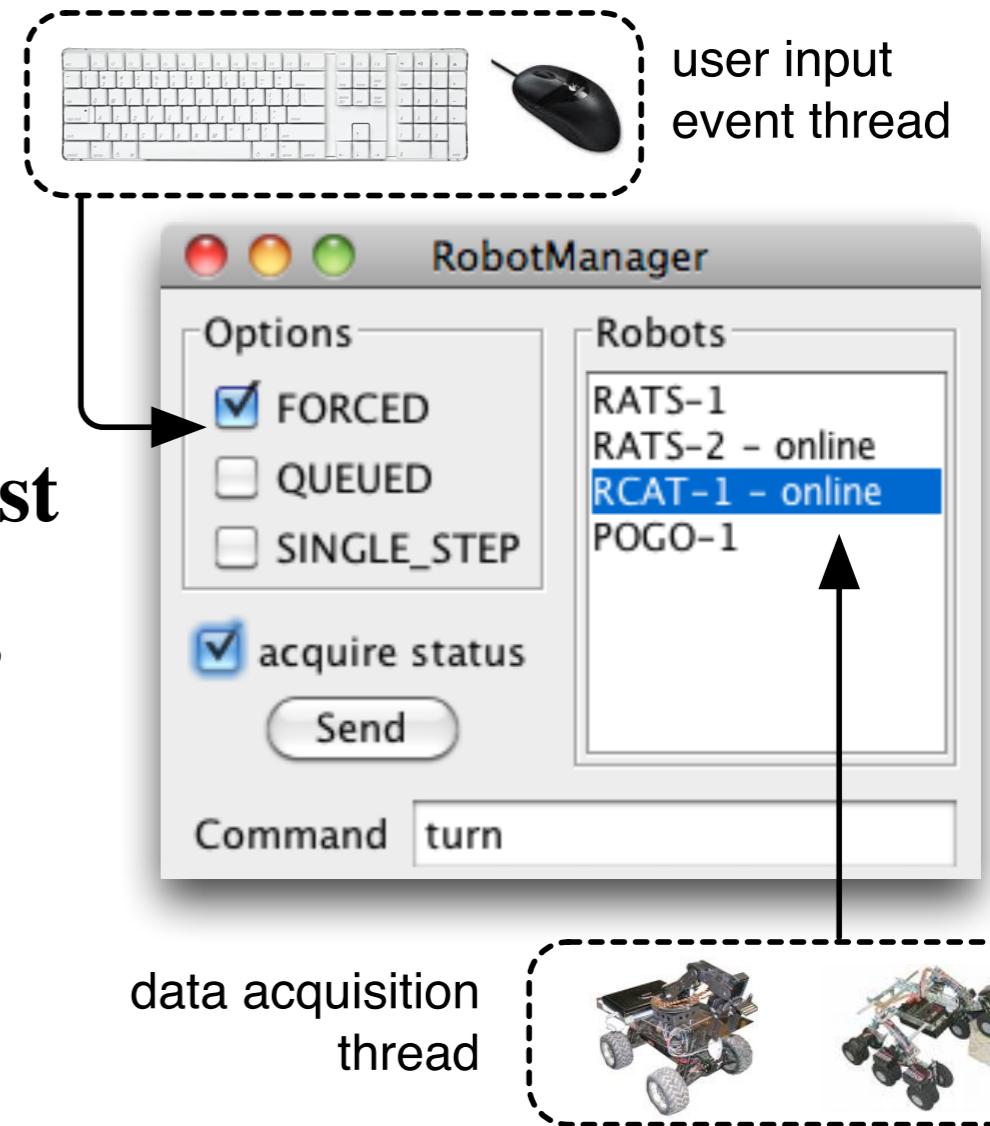 user input
event thread
RobotManager
Options
FORCED
QUEUED
SINGLE_STEP
acquire status
Send
Robots
RATS-1
RATS-2 - online
RCAT-1 - online
POGO-1
st
Command turn
data acquisition
thread